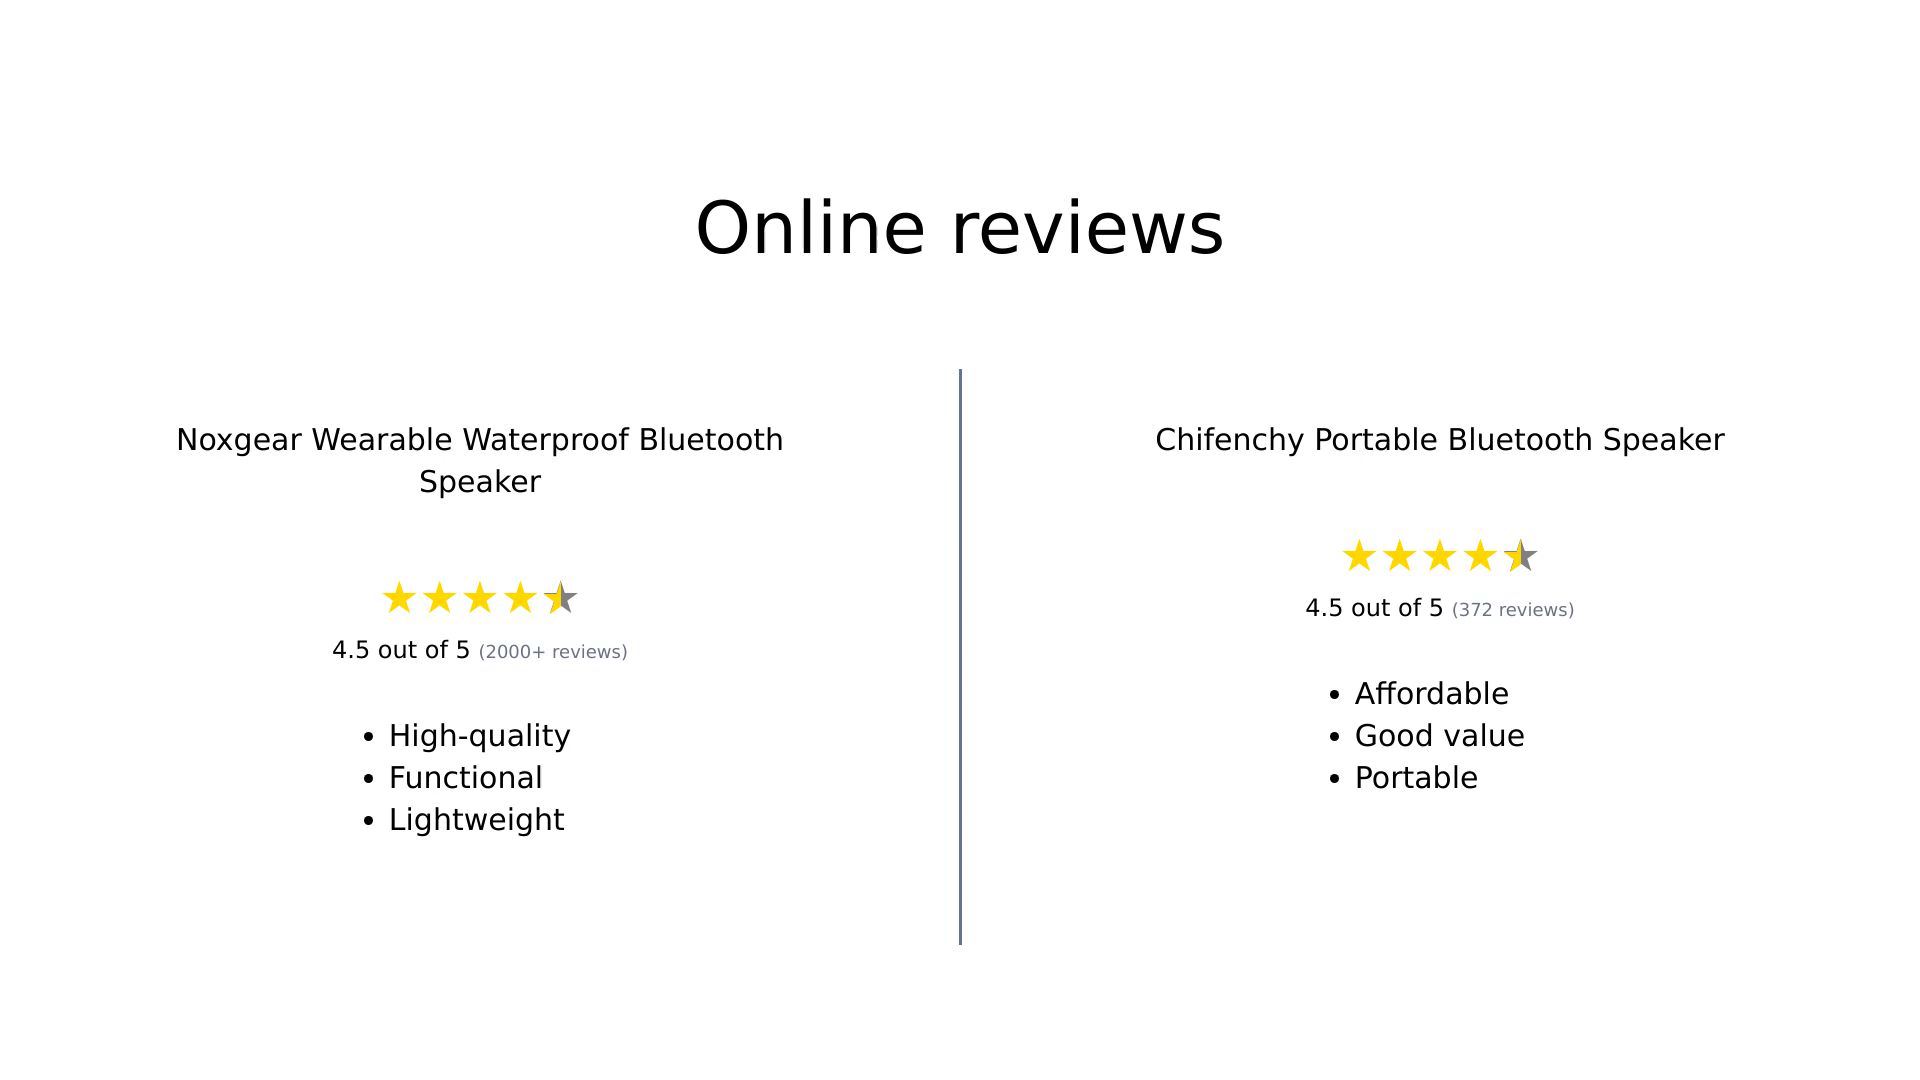 Online reviews
Noxgear Wearable Waterproof Bluetooth
Speaker
4.5 out of 5 (2000+ reviews)
• High-quality
• Functional
• Lightweight
Chifenchy Portable Bluetooth Speaker
4.5 out of 5 (372 reviews)
• Affordable
• Good value
• Portable